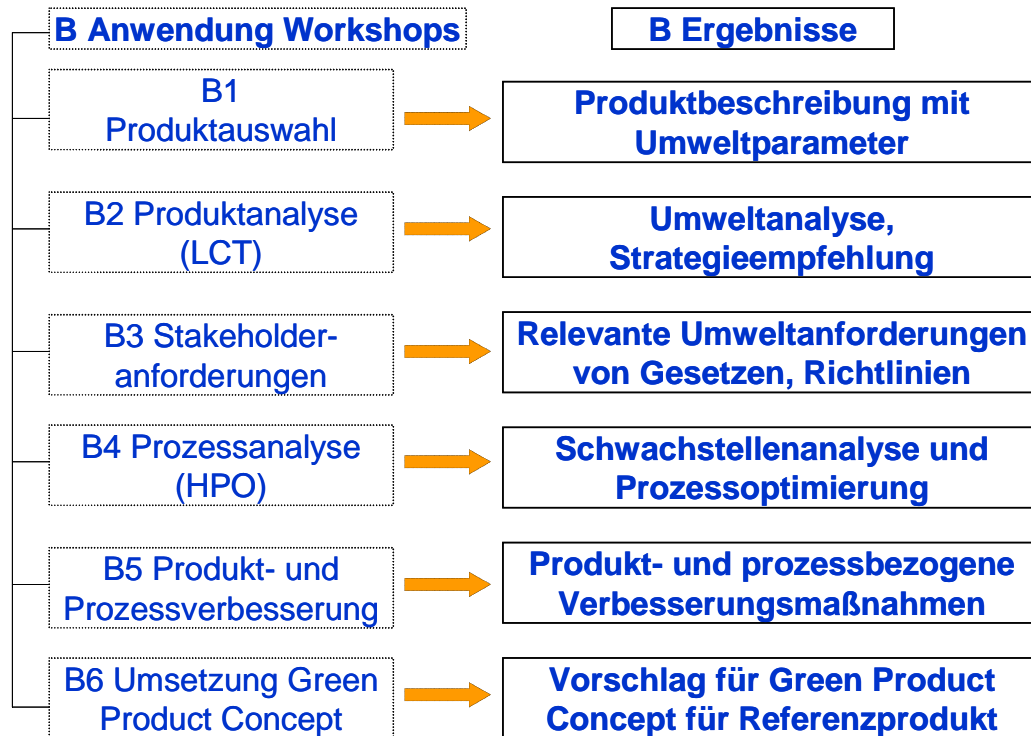 B Anwendung Workshops
B Ergebnisse
B1
Produktauswahl
Produktbeschreibung mit
Umweltparameter
B2 Produktanalyse
(LCT)
Umweltanalyse,
Strategieempfehlung
B3 Stakeholder-
anforderungen
Relevante Umweltanforderungen
von Gesetzen, Richtlinien
B4 Prozessanalyse
(HPO)
Schwachstellenanalyse und
Prozessoptimierung
B5 Produkt- und
Prozessverbesserung
Produkt- und prozessbezogene
Verbesserungsmaßnahmen
B6 Umsetzung Green
Product Concept
Vorschlag für Green Product
Concept für Referenzprodukt